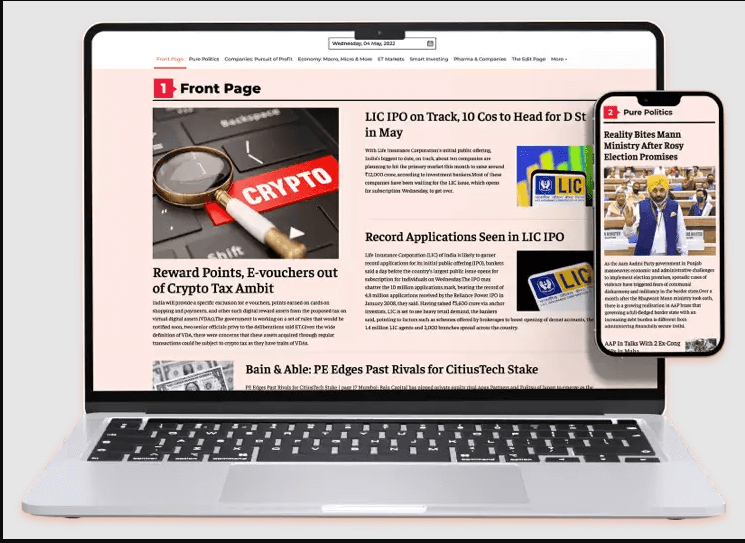 Wednesday, 04 May, 2022
Front Page Pure Politics Companies: Pursuit of Profit Economy: Macro, Micro & More ET Markets Smart Investing Pharma & Companies The Edit Page More
1 Front Page
Backspace
CRYPTO
Shift
Reward Points, E-vouchers out
of Crypto Tax Ambit
India will provide a specific exclusion for e-vouchers, points earned on cards on
shopping and payments, and other such digital reward assets from the proposed tax on
virtual digital assets (VDAs).The government is working on a set of rules that would be
notified soon, two senior officials privy to the deliberations said ET.Given the wide
definition of VDA, there were concerns that these assets acquired through regular
transactions could be subject to crypto tax as they have traits of VDAs.
LIC IPO on Track, 10 Cos to Head for D St
in May
With Life Insurance Corporation's initial public offering,
India's biggest to date, on track, about ten companies are
planning to hit the primary market this month to raise around
₹12,000 crore, according to investment bankers.Most of these
companies have been waiting for the LIC issue, which opens
for subscription Wednesday, to get over.
LIC
Record Applications Seen in LIC IPO
Life Insurance Corporation (LIC) of India is likely to garner
record applications for its initial public offering (IPO), bankers
said a day before the country's largest public issue opens for
subscription for individuals on Wednesday.The IPO may
shatter the 10 million applications mark, bearing the record of
4.8 million applications received by the Reliance Power IPO in
January 2008, they said. Having raised ₹5,630 crore via anchor
investors, LIC is set to see heavy retail demand, the bankers
said, pointing to factors such as schemes offered by brokerages to boost opening of demat accounts, the
1.4 million LIC agents and 2,000 branches spread across the country.
LIC
Bain & Able: PE Edges Past Rivals for CitiusTech Stake
PE Edges Past Rivals for CitiusTech Stake | page 17 Mumbai: Bain Capital has pipped private equity rival
2 Pure Politics
Reality Bites Mann
Ministry After Rosy
Election Promises
As the Aam Aadmi Party government in Punjab
manoeuvres economic and administrative challenges
to implement election promises, sporadic cases of
violence have triggered fears of communal
disharmony and militancy in the border state.Over a
month after the Bhagwant Mann ministry took oath,
there is a growing realisation in AAP from that
governing a full-fledged border state with an
increasing debt burden is different from
administering financially secure Delhi.
AAP In Talks With 2 Ex-Cong